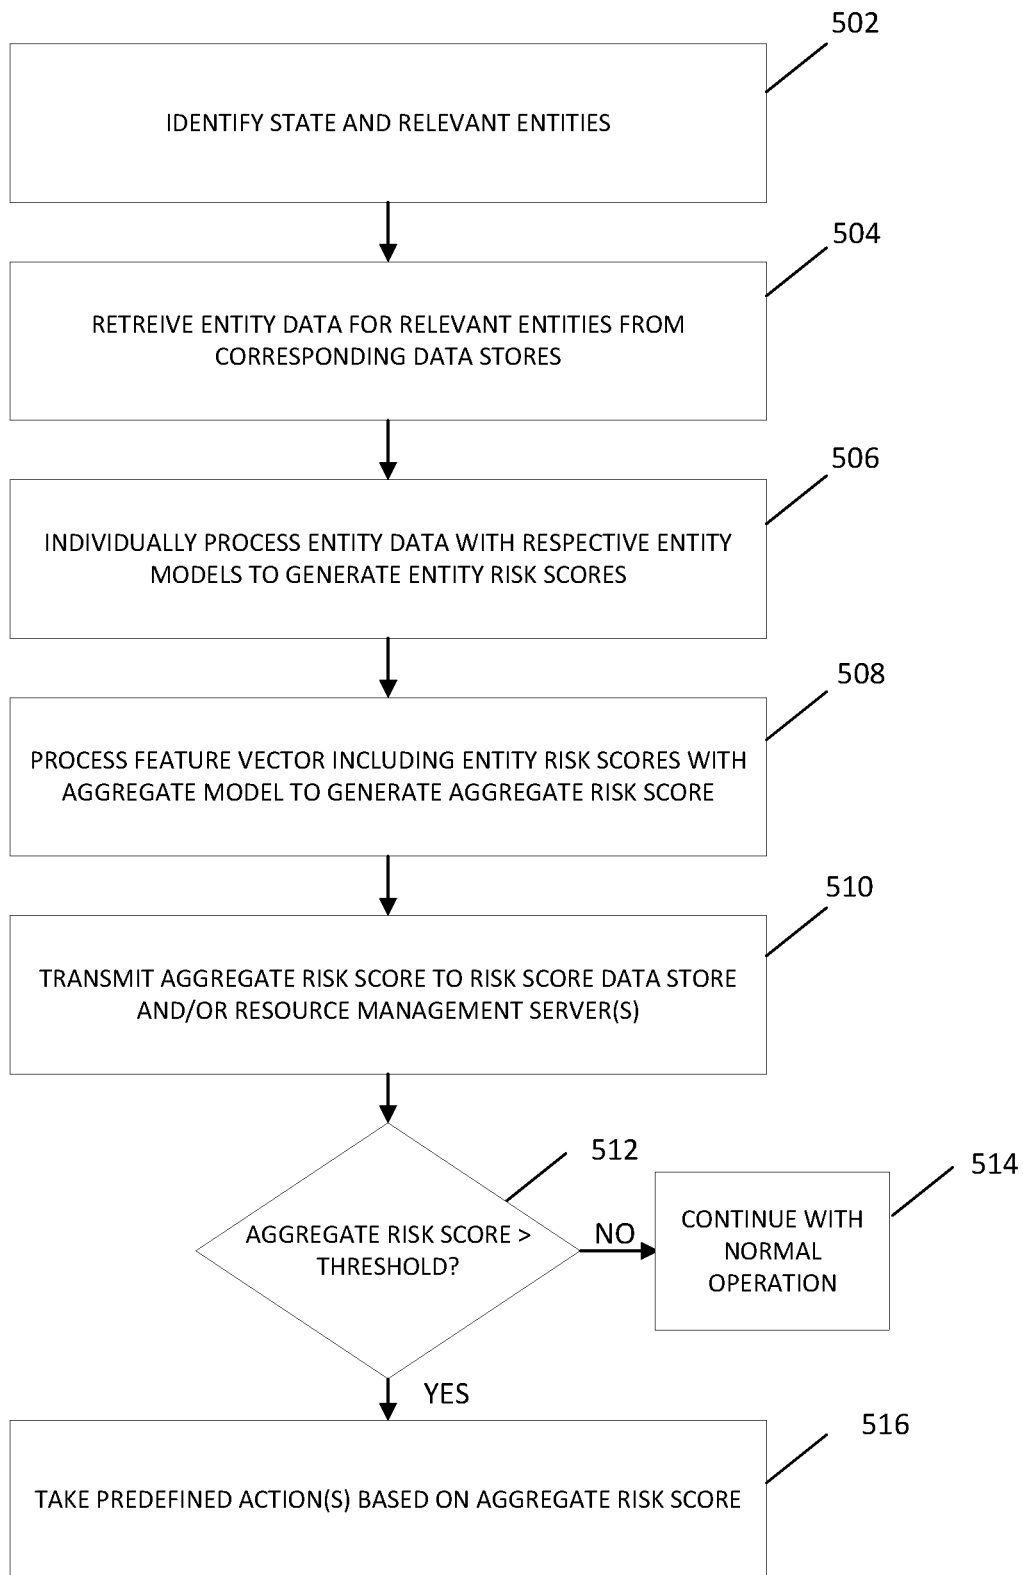 502
IDENTIFY STATE AND RELEVANT ENTITIES
504
RETREIVE ENTITY DATA FOR RELEVANT ENTITIES FROM
CORRESPONDING DATA STORES
506
INDIVIDUALLY PROCESS ENTITY DATA WITH RESPECTIVE ENTITY
MODELS TO GENERATE ENTITY RISK SCORES
508
PROCESS FEATURE VECTOR INCLUDING ENTITY RISK SCORES WITH
AGGREGATE MODEL TO GENERATE AGGREGATE RISK SCORE
510
TRANSMIT AGGREGATE RISK SCORE TO RISK SCORE DATA STORE
AND/OR RESOURCE MANAGEMENT SERVER(S)
512
AGGREGATE RISK SCORE >
THRESHOLD?
NO
514
CONTINUE WITH
NORMAL
OPERATION
YES
516
TAKE PREDEFINED ACTION(S) BASED ON AGGREGATE RISK SCORE